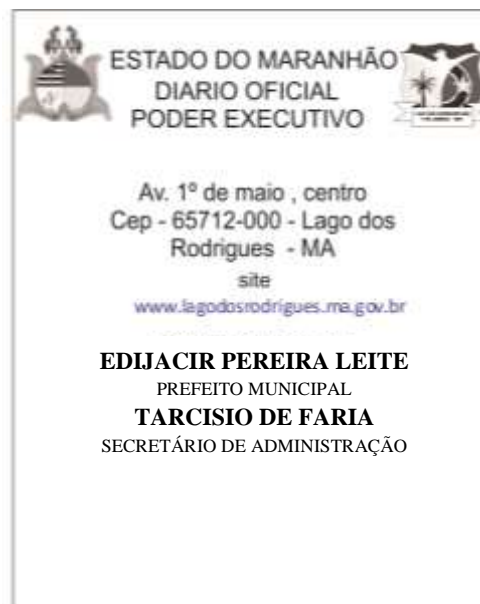 ESTADO DO MARANHÃO
DIARIO OFICIAL
PODER EXECUTIVO
Av. 1º de maio , centro
Cep - 65712-000 - Lago dos
Rodrigues - MA
site
www.lagodosrodrigues.ma.gov.br
EDIJACIR PEREIRA LEITE
PREFEITO MUNICIPAL
TARCISIO DE FARIA
SECRETÁRIO DE ADMINISTRAÇÃO